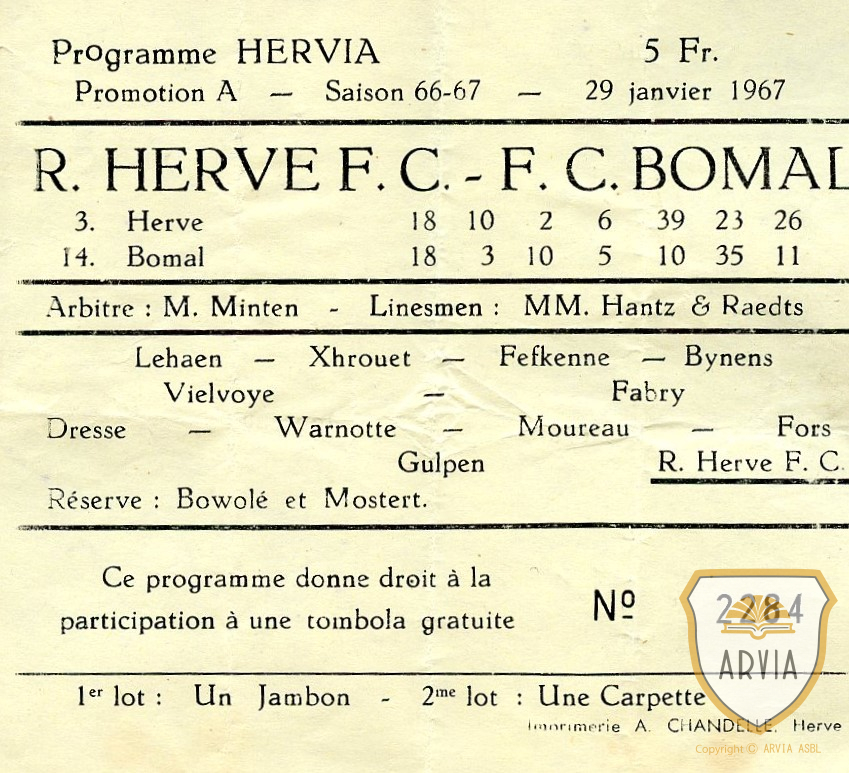 Programme HERVIA 5 Fr.
Promotion A — Saison 66-67 — 29 janvier 1967
R. HERVE F. C. - F. C. BOMAL
3. Herve 18 10 2 6 39 23 26
14. Bomal 18 3 10 5 10 35 11
Arbitre : M. Minten - Linesmen : MM. Hantz & Raedts
Lehaen — Xhrouet — Fefkenne — Bynens
Vielvoye — Fabry
Dresse — Warnotte — Moureau — Fors
Gulpen R. Herve F. C.
Réserve : Bowolé et Mostert.
Ce programme donne droit à la
participation à une tombola gratuite
Nº 2284
ARVIA
1er lot : Un Jambon - 2me lot : Une Carpette
Imprimerie A. CHANDELLE, Herve
Copyright © ARVIA ASBL